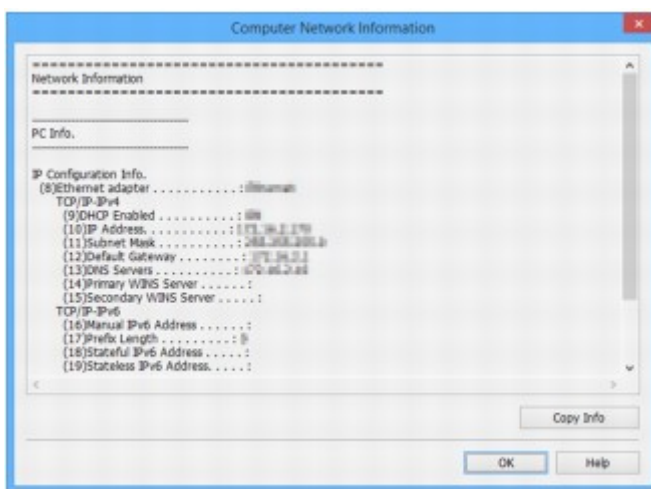 Computer Network Information
========================================
Network Information
========================================
--------------------
PC Info.
--------------------
IP Configuration Info.
(8)Ethernet adapter . . . . . . . . . . . :
TCP/IP-IPv4
(9)DHCP Enabled . . . . . . . . . . :
(10)IP Address. . . . . . . . . . . :
(11)Subnet Mask . . . . . . . . . . :
(12)Default Gateway . . . . . . . :
(13)DNS Servers . . . . . . . . . . :
(14)Primary WINS Server . . . . . . :
(15)Secondary WINS Server . . . . . :
TCP/IP-IPv6
(16)Manual IPv6 Address . . . . . . :
(17)Prefix Length . . . . . . . . . :
(18)Stateful IPv6 Address . . . . . :
(19)Stateless IPv6 Address. . . . . :
Copy Info
OK
Help